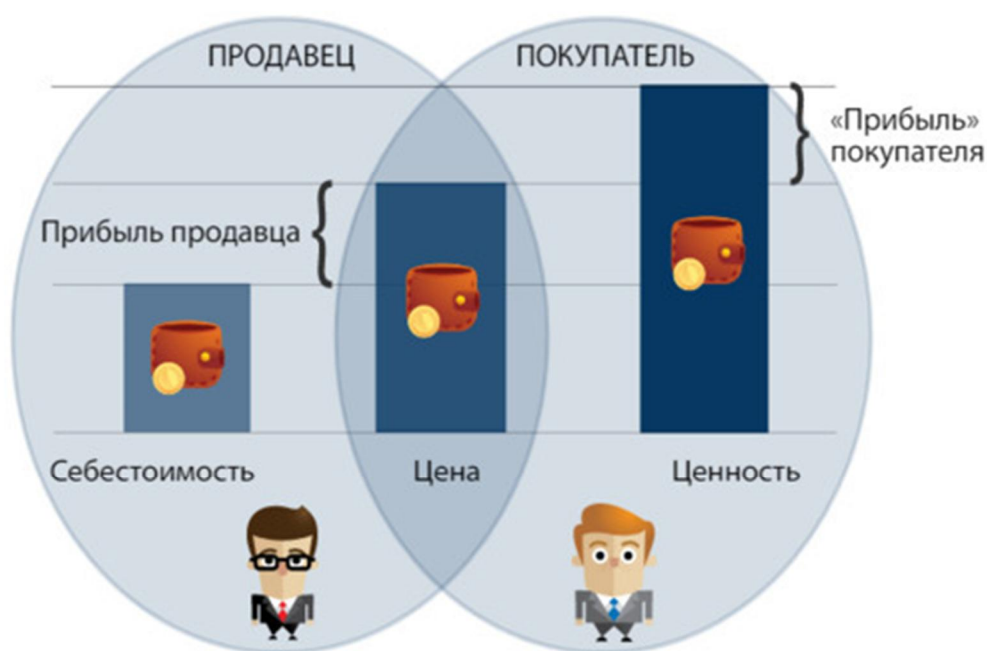 ПРОДАВЕЦ
ПОКУПАТЕЛЬ
«Прибыль»
покупателя
Прибыль продавца
Себестоимость
Цена
Ценность